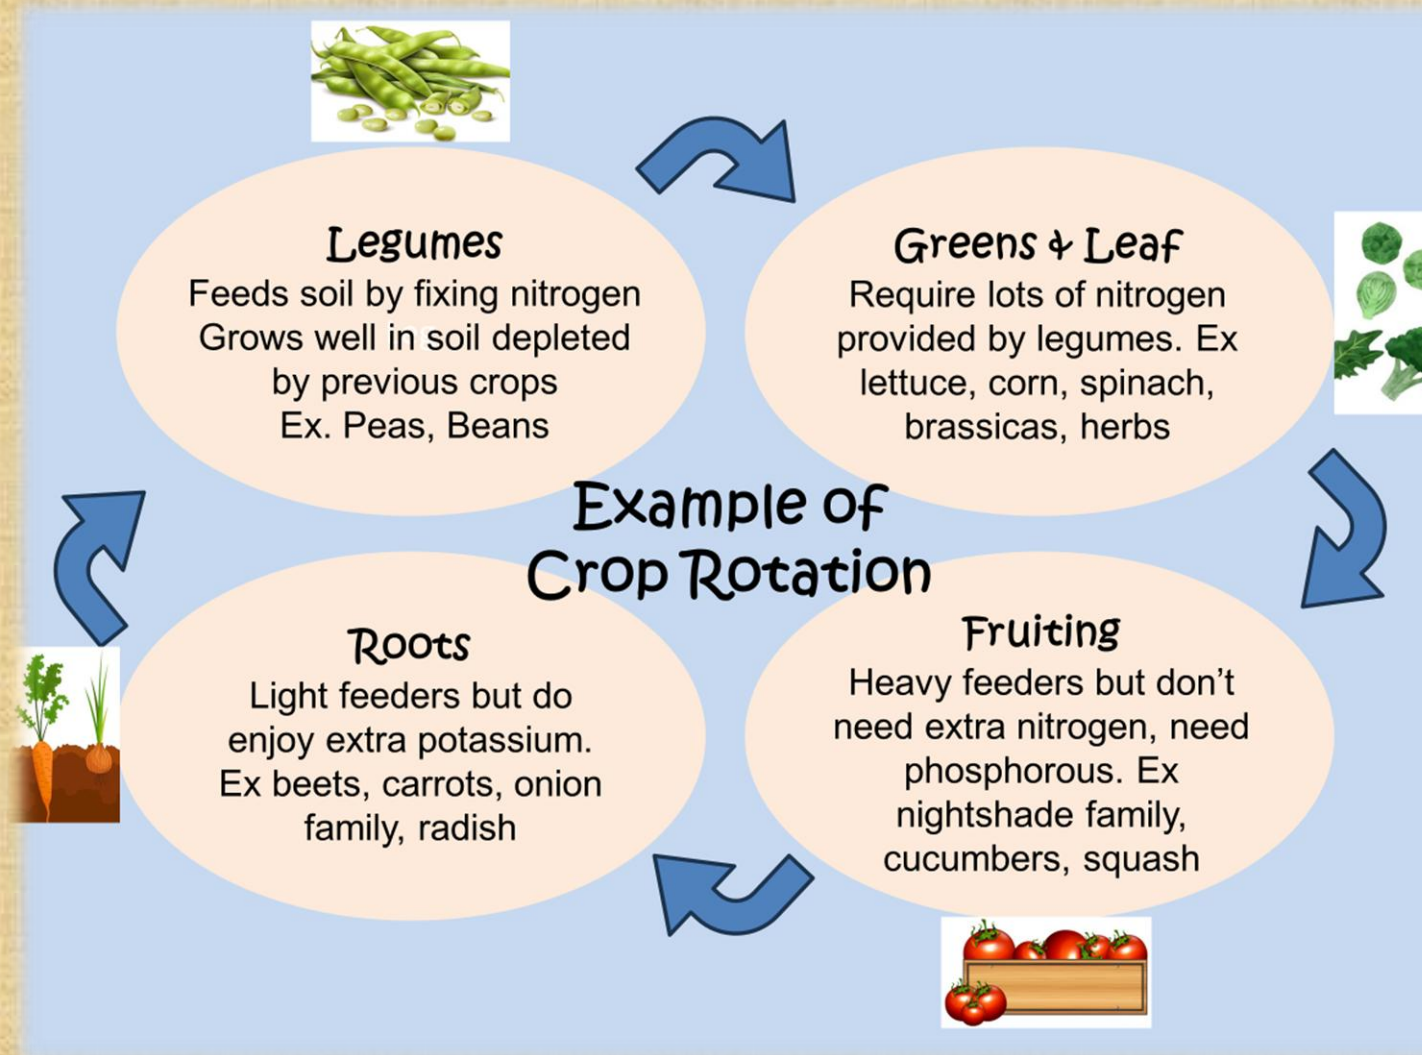 Legumes
Feeds soil by fixing nitrogen
Grows well in soil depleted
by previous crops
Ex. Peas, Beans
Greens & Leaf
Require lots of nitrogen
provided by legumes. Ex
lettuce, corn, spinach,
brassicas, herbs
Example of
Crop Rotation
Roots
Light feeders but do
enjoy extra potassium.
Ex beets, carrots, onion
family, radish
Fruiting
Heavy feeders but don’t
need extra nitrogen, need
phosphorous. Ex
nightshade family,
cucumbers, squash